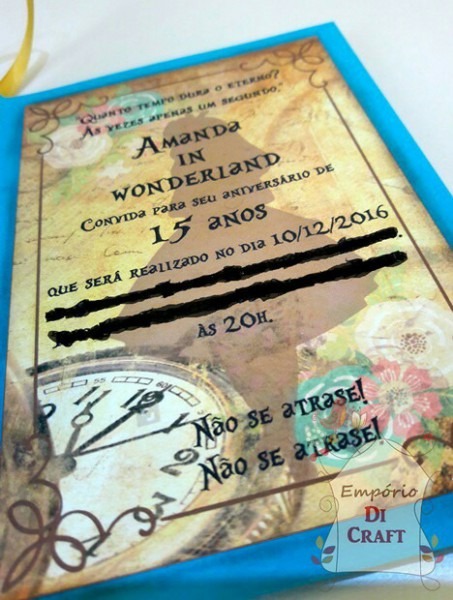 "Quanto tempo dura o eterno?
Às vezes apenas um segundo."
Amanda
in
wonderland
Convida para seu aniversário de
15 anos
que será realizado no dia 10/12/2016
às 20h.
Não se atrase!
Não se atrase!
Empório
Di
Craft